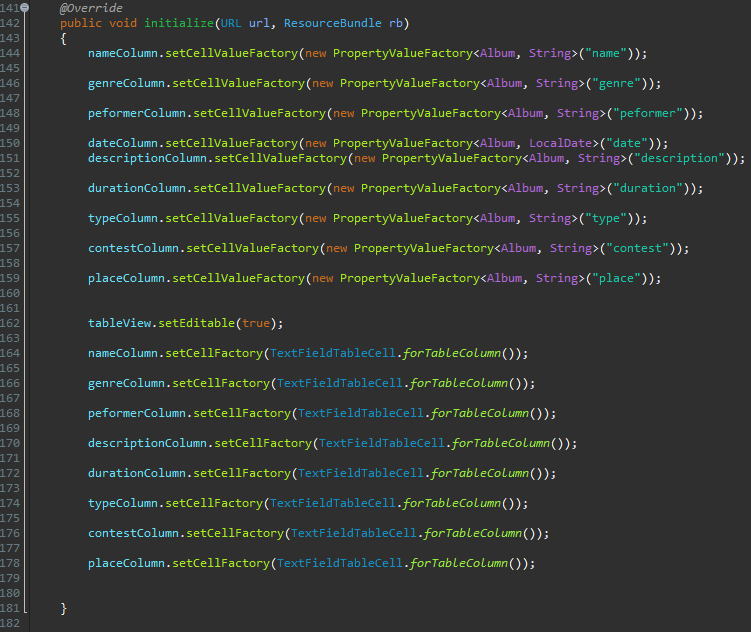 141 @Override
142 public void initialize(URL url, ResourceBundle rb)
143 {
144 nameColumn.setCellValueFactory(new PropertyValueFactory<Album, String>("name"));
145
146 genreColumn.setCellValueFactory(new PropertyValueFactory<Album, String>("genre"));
147
148 peformerColumn.setCellValueFactory(new PropertyValueFactory<Album, String>("peformer"));
149
150 dateColumn.setCellValueFactory(new PropertyValueFactory<Album, LocalDate>("date"));
151 descriptionColumn.setCellValueFactory(new PropertyValueFactory<Album, String>("description"));
152
153 durationColumn.setCellValueFactory(new PropertyValueFactory<Album, String>("duration"));
154
155 typeColumn.setCellValueFactory(new PropertyValueFactory<Album, String>("type"));
156
157 contestColumn.setCellValueFactory(new PropertyValueFactory<Album, String>("contest"));
158
159 placeColumn.setCellValueFactory(new PropertyValueFactory<Album, String>("place"));
160
161
162 tableView.setEditable(true);
163
164 nameColumn.setCellFactory(TextFieldTableCell.forTableColumn());
165
166 genreColumn.setCellFactory(TextFieldTableCell.forTableColumn());
167
168 peformerColumn.setCellFactory(TextFieldTableCell.forTableColumn());
169
170 descriptionColumn.setCellFactory(TextFieldTableCell.forTableColumn());
171
172 durationColumn.setCellFactory(TextFieldTableCell.forTableColumn());
173
174 typeColumn.setCellFactory(TextFieldTableCell.forTableColumn());
175
176 contestColumn.setCellFactory(TextFieldTableCell.forTableColumn());
177
178 placeColumn.setCellFactory(TextFieldTableCell.forTableColumn());
179
180
181 }
182